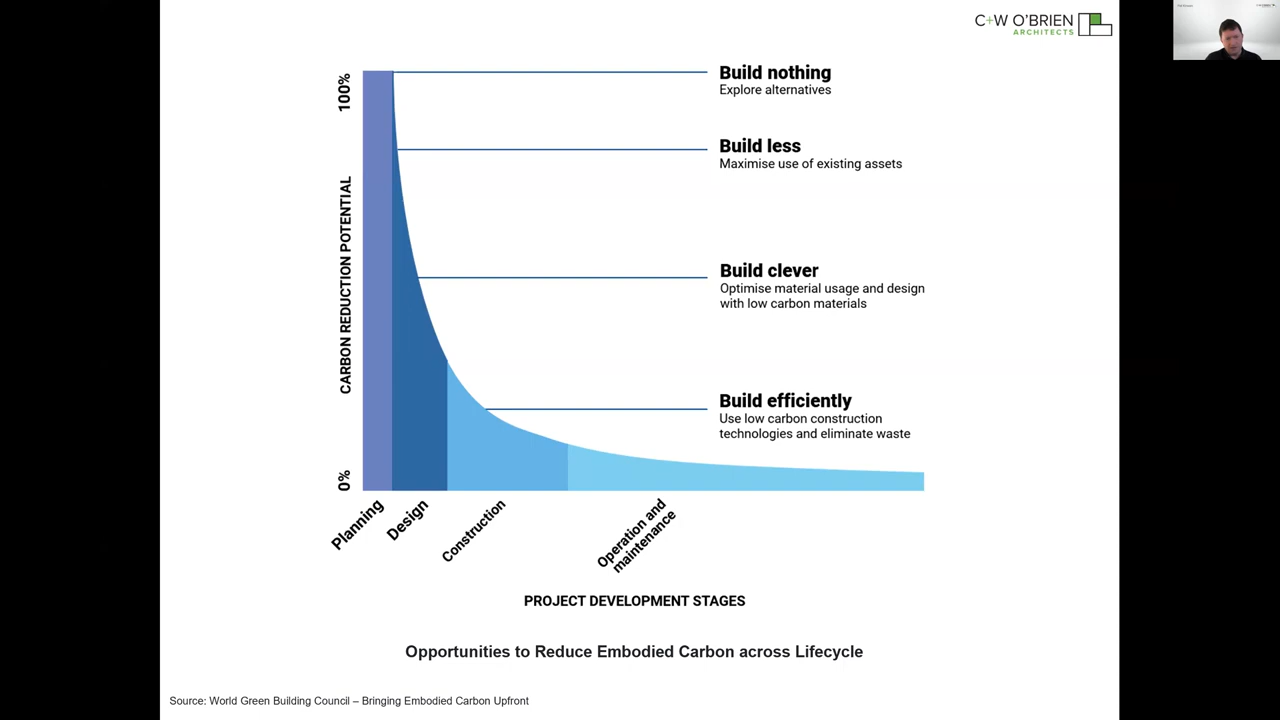 C+W O'BRIEN
ARCHITECTS
100%
CARBON REDUCTION POTENTIAL
0%
Build nothing
Explore alternatives
Build less
Maximise use of existing assets
Build clever
Optimise material usage and design
with low carbon materials
Build efficiently
Use low carbon construction
technologies and eliminate waste
Planning
Design
Construction
Operation and
maintenance
PROJECT DEVELOPMENT STAGES
Opportunities to Reduce Embodied Carbon across Lifecycle
Source: World Green Building Council – Bringing Embodied Carbon Upfront